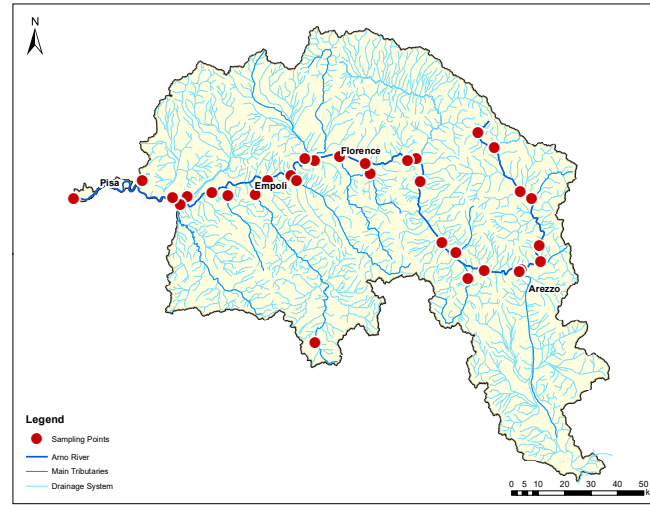 N
Florence
Pisa
Empoli
Arezzo
Legend
Sampling Points
Arno River
Main Tributaries
Drainage System
0 5 10 20 30 40 50
k